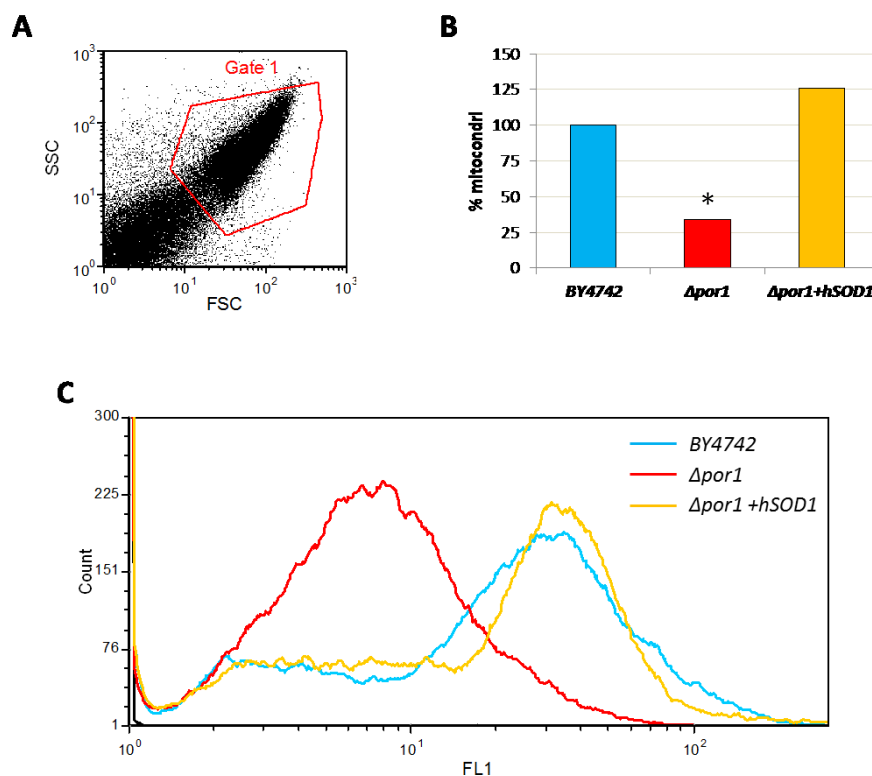 A
Gate 1
SSC
10³
10²
10¹
10⁰
10⁰
10¹
10²
10³
FSC
B
% mitocondrI
150
125
100
75
50
25
0
*
BY4742
Δpor1
Δpor1+hSOD1
C
Count
300
225
151
76
1
BY4742
Δpor1
Δpor1 +hSOD1
10⁰
10¹
10²
FL1